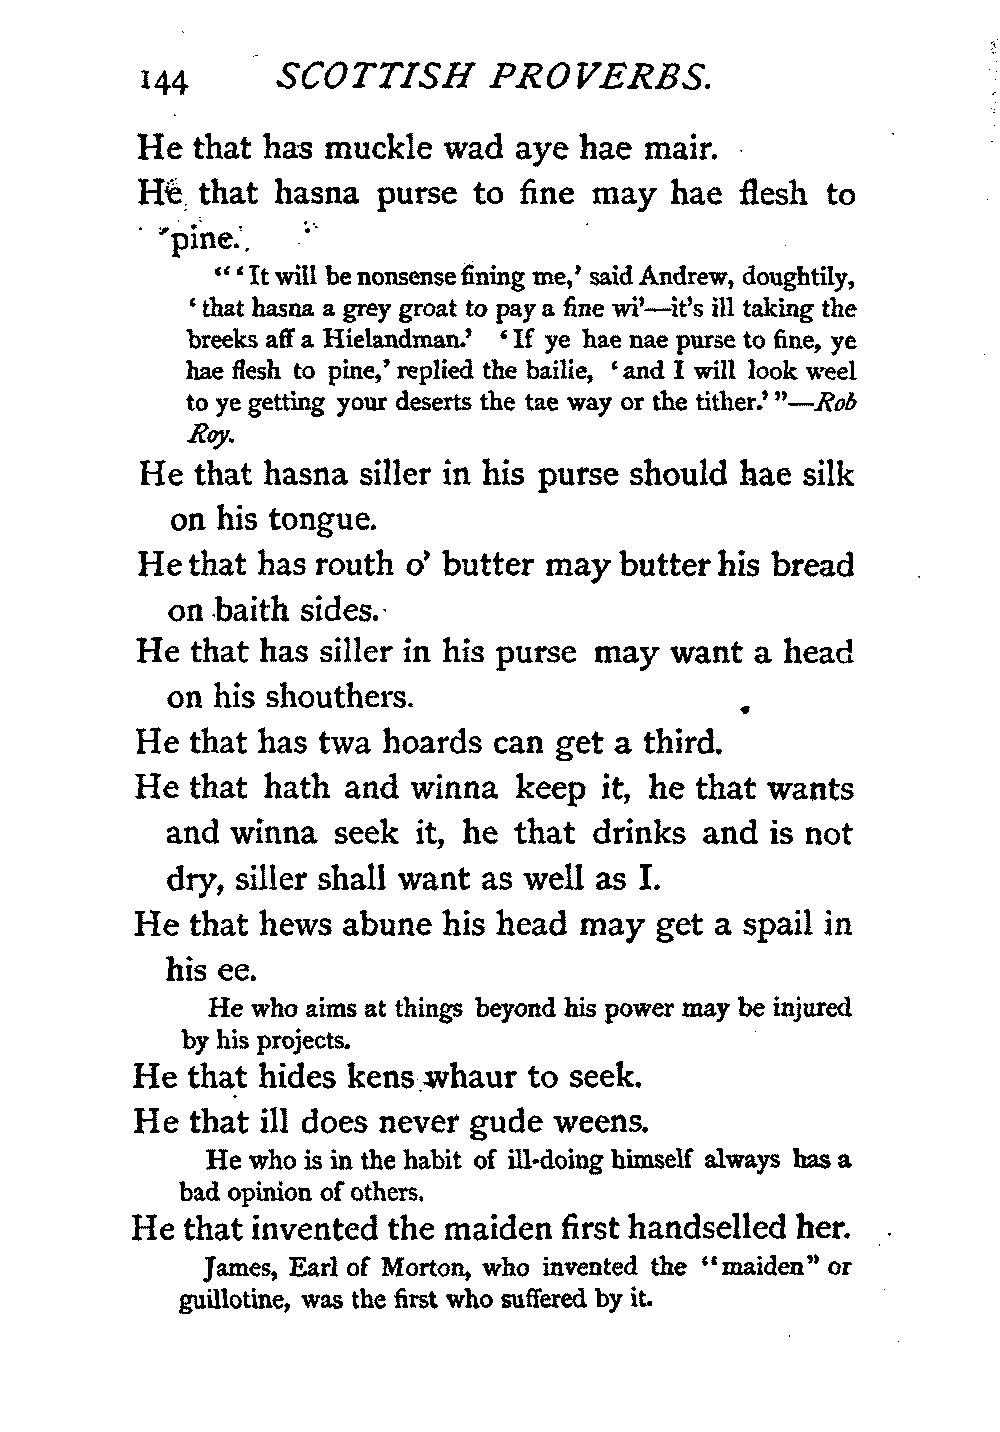 144 SCOTTISH PROVERBS.
He that has muckle wad aye hae mair.
He that hasna purse to fine may hae flesh to
pine.
“‘It will be nonsense fining me,’ said Andrew, doughtily,
‘that hasna a grey groat to pay a fine wi’—it’s ill taking the
breeks aff a Hielandman.’ ‘If ye hae nae purse to fine, ye
hae flesh to pine,’ replied the bailie, ‘and I will look weel
to ye getting your deserts the tae way or the tither.’”—Rob
Roy.
He that hasna siller in his purse should hae silk
on his tongue.
He that has routh o’ butter may butter his bread
on baith sides.
He that has siller in his purse may want a head
on his shouthers.
He that has twa hoards can get a third.
He that hath and winna keep it, he that wants
and winna seek it, he that drinks and is not
dry, siller shall want as well as I.
He that hews abune his head may get a spail in
his ee.
He who aims at things beyond his power may be injured
by his projects.
He that hides kens whaur to seek.
He that ill does never gude weens.
He who is in the habit of ill-doing himself always has a
bad opinion of others.
He that invented the maiden first handselled her.
James, Earl of Morton, who invented the “maiden” or
guillotine, was the first who suffered by it.